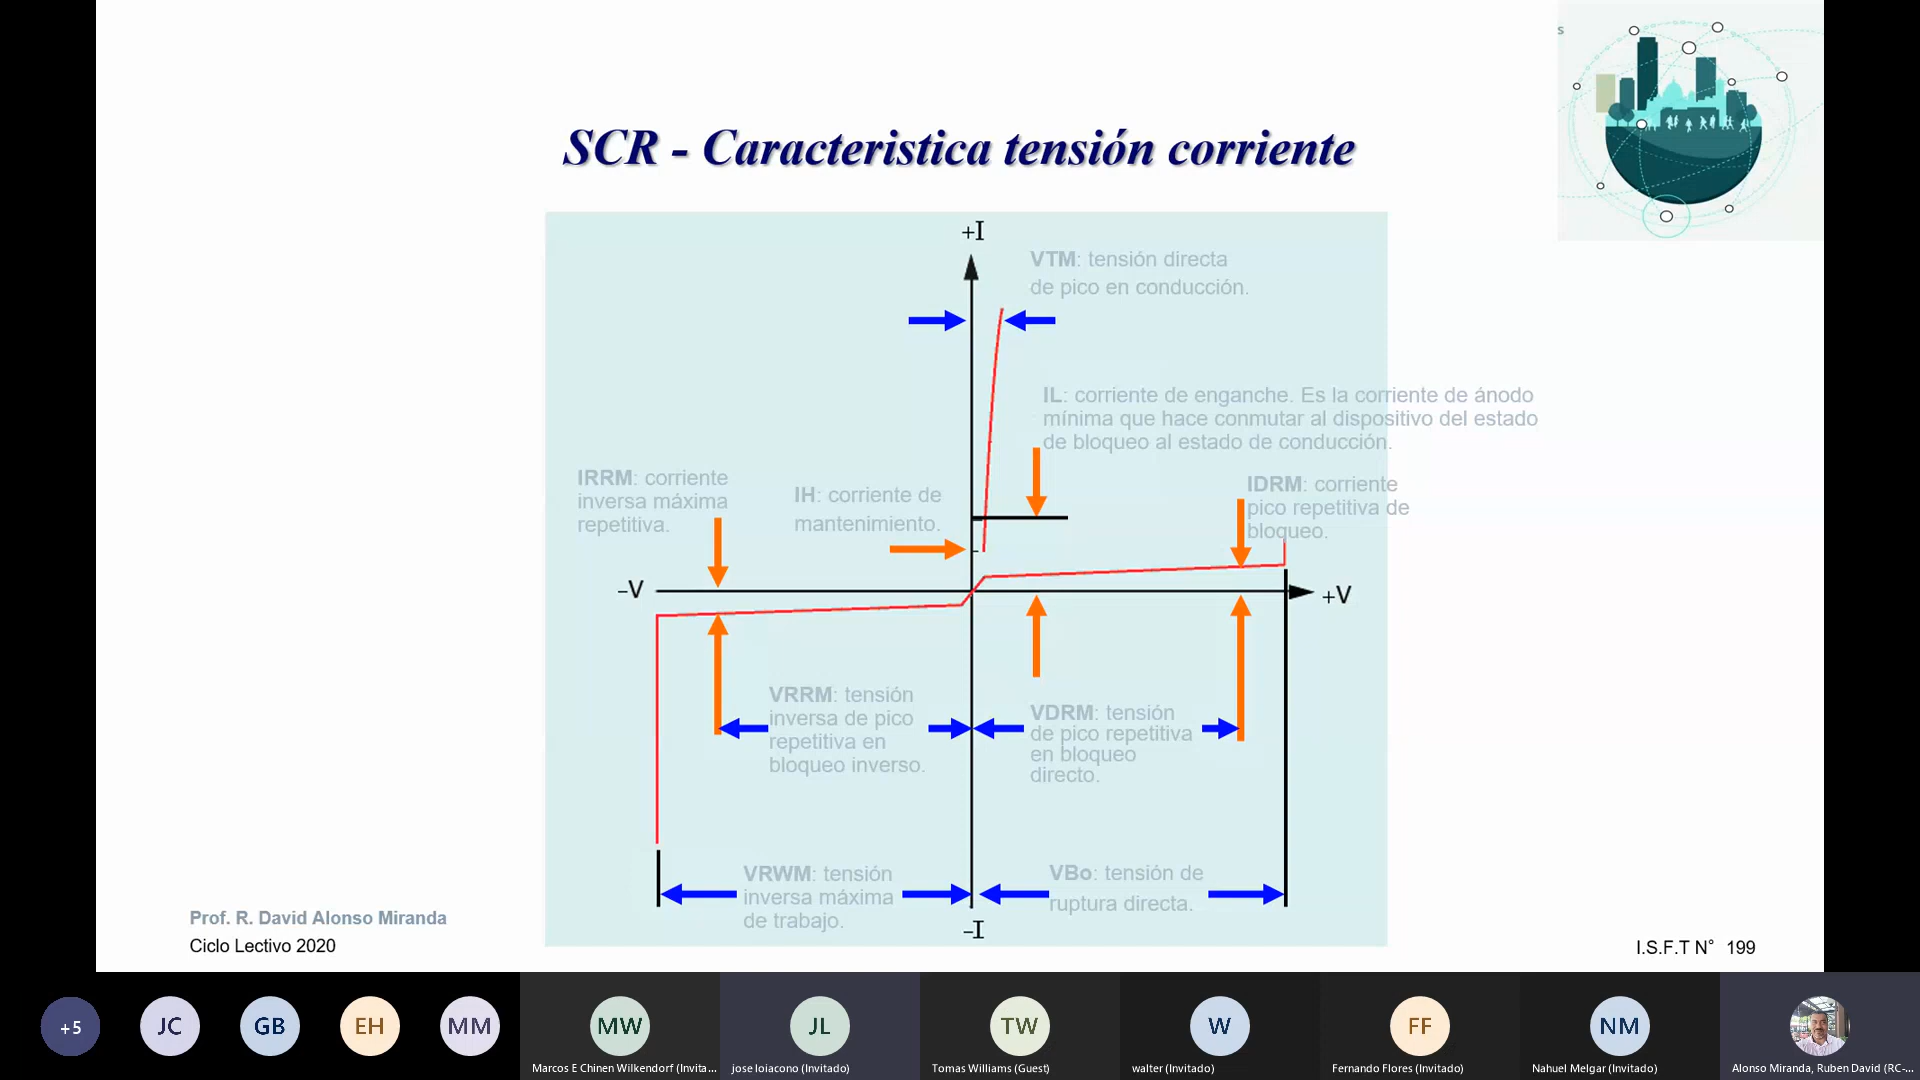 s
SCR - Caracteristica tensión corriente
+I
VTM: tensión directa
de pico en conducción.
IL: corriente de enganche. Es la corriente de ánodo
mínima que hace conmutar al dispositivo del estado
de bloqueo al estado de conducción.
IRRM: corriente
inversa máxima
repetitiva.
IH: corriente de
mantenimiento.
IDRM: corriente
pico repetitiva de
bloqueo.
–V
+V
VRRM: tensión
inversa de pico
repetitiva en
bloqueo inverso.
VDRM: tensión
de pico repetitiva
en bloqueo
directo.
VRWM: tensión
inversa máxima
de trabajo.
VBo: tensión de
ruptura directa.
–I
Prof. R. David Alonso Miranda
Ciclo Lectivo 2020
I.S.F.T N° 199
+5
JC
GB
EH
MM
MW
JL
TW
W
FF
NM
Marcos E Chinen Wilkendorf (Invita...
jose loiacono (Invitado)
Tomas Williams (Guest)
walter (Invitado)
Fernando Flores (Invitado)
Nahuel Melgar (Invitado)
Alonso Miranda, Ruben David (RC-...